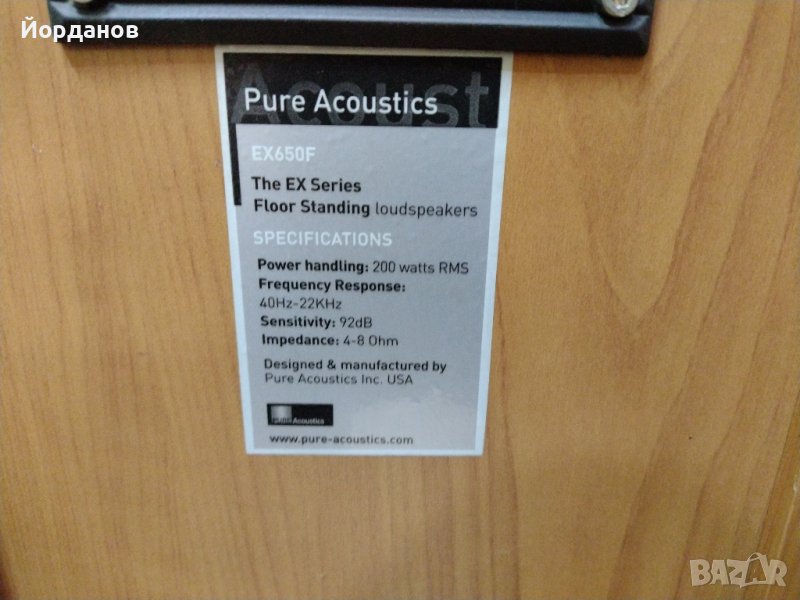 Йорданов
Acoust
Pure Acoustics
EX650F
The EX Series
Floor Standing loudspeakers
SPECIFICATIONS
Power handling: 200 watts RMS
Frequency Response:
40Hz-22KHz
Sensitivity: 92dB
Impedance: 4-8 Ohm
Designed & manufactured by
Pure Acoustics Inc. USA
Acoustics
www.pure-acoustics.com
BAZAR